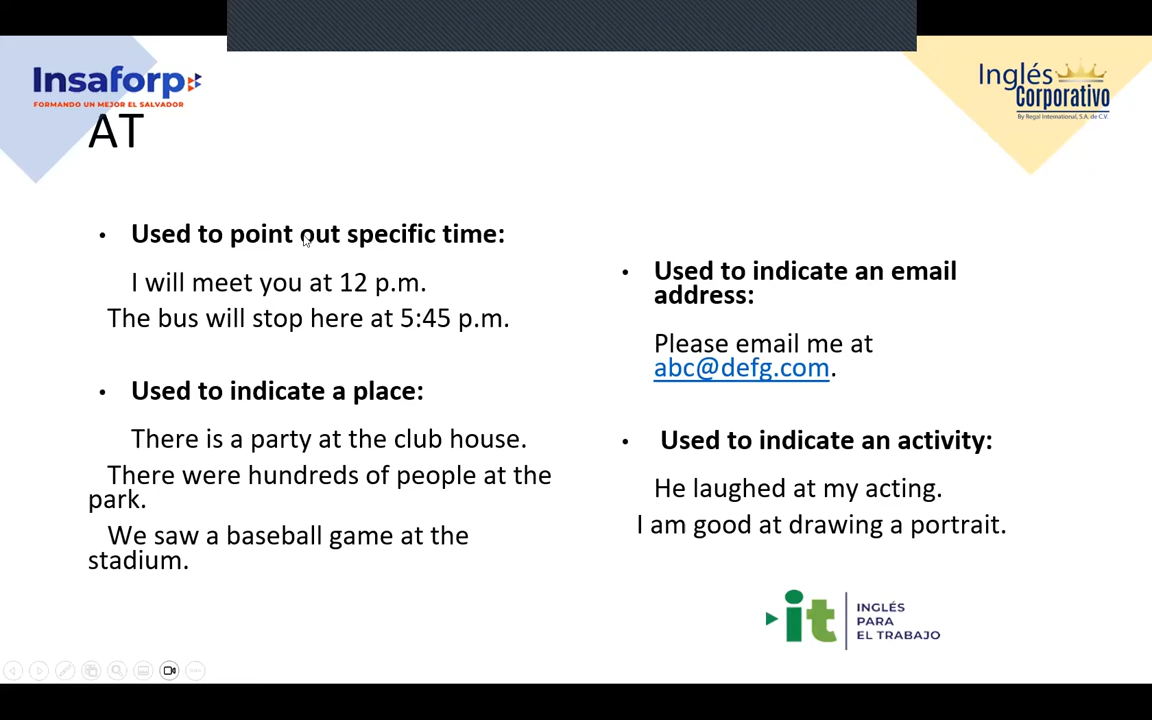 Insaforp
FORMANDO UN MEJOR EL SALVADOR
Inglés
Corporativo
By Regal International, S.A. de C.V.
AT
• Used to point out specific time:
I will meet you at 12 p.m.
The bus will stop here at 5:45 p.m.
• Used to indicate a place:
There is a party at the club house.
There were hundreds of people at the
park.
We saw a baseball game at the
stadium.
• Used to indicate an email
address:
Please email me at
abc@defg.com.
• Used to indicate an activity:
He laughed at my acting.
I am good at drawing a portrait.
it
INGLÉS
PARA
EL TRABAJO